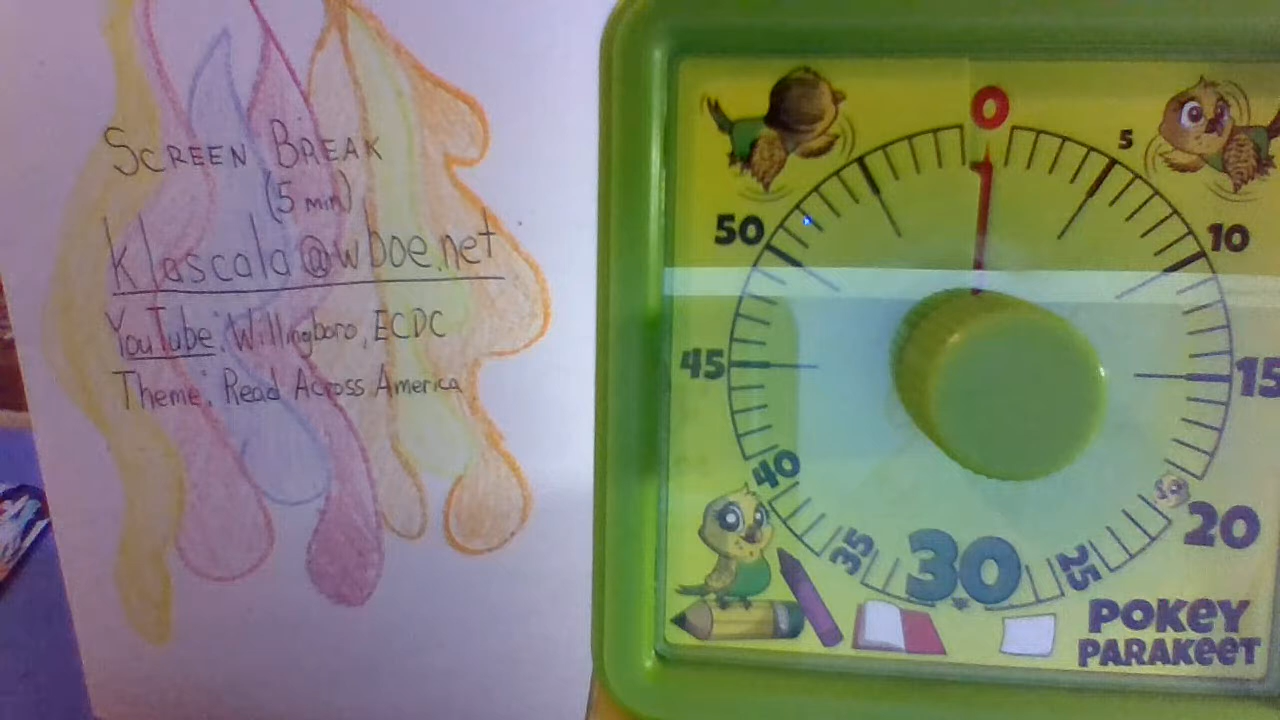 SCREEN BREAK
(5 min)
klascala@wboe.net
YouTube: Willingboro, ECDC
Theme: Read Across America
0
5
10
15
20
25
30
35
40
45
50
POKEY
PARAKEET